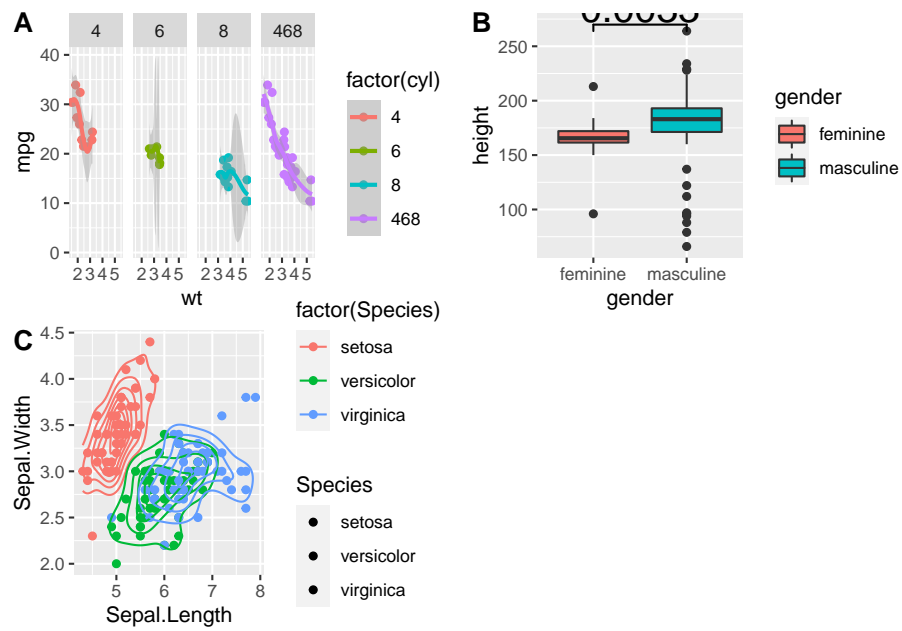 A
4 6 8 468
40
30
20
10
0
mpg
2345 2345 2345 2345
wt
factor(cyl)
4
6
8
468
B
250
200
150
100
height
feminine masculine
gender
gender
feminine
masculine
C
4.5
4.0
3.5
3.0
2.5
2.0
Sepal.Width
5 6 7 8
Sepal.Length
factor(Species)
setosa
versicolor
virginica
Species
setosa
versicolor
virginica